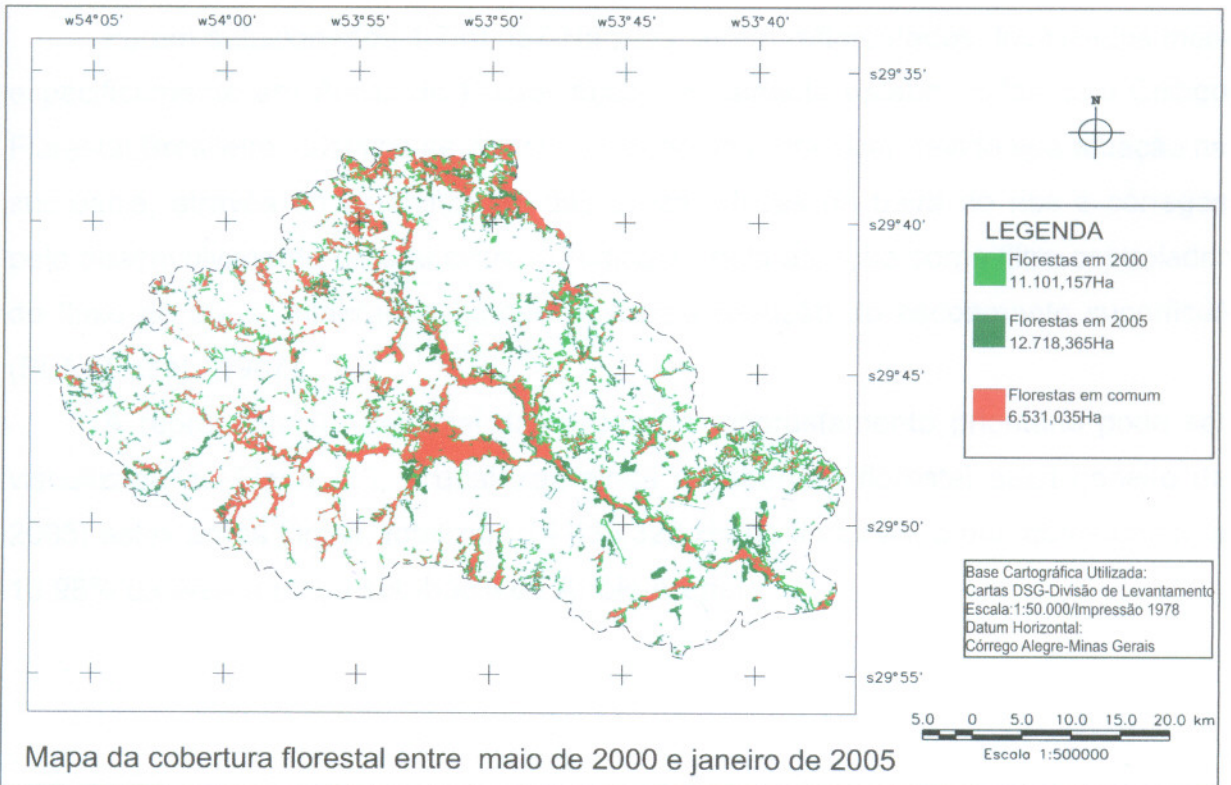 w54°05' w54°00' w53°55' w53°50' w53°45' w53°40'
s29°35'
N
s29°40'
LEGENDA
Florestas em 2000
11.101,157Ha
Florestas em 2005
12.718,365Ha
s29°45'
Florestas em comum
6.531,035Ha
s29°50'
Base Cartográfica Utilizada:
Cartas DSG-Divisão de Levantamento
Escala:1:50.000/Impressão 1978
Datum Horizontal:
Córrego Alegre-Minas Gerais
s29°55'
5.0 0 5.0 10.0 15.0 20.0 km
Escala 1:500000
Mapa da cobertura florestal entre maio de 2000 e janeiro de 2005